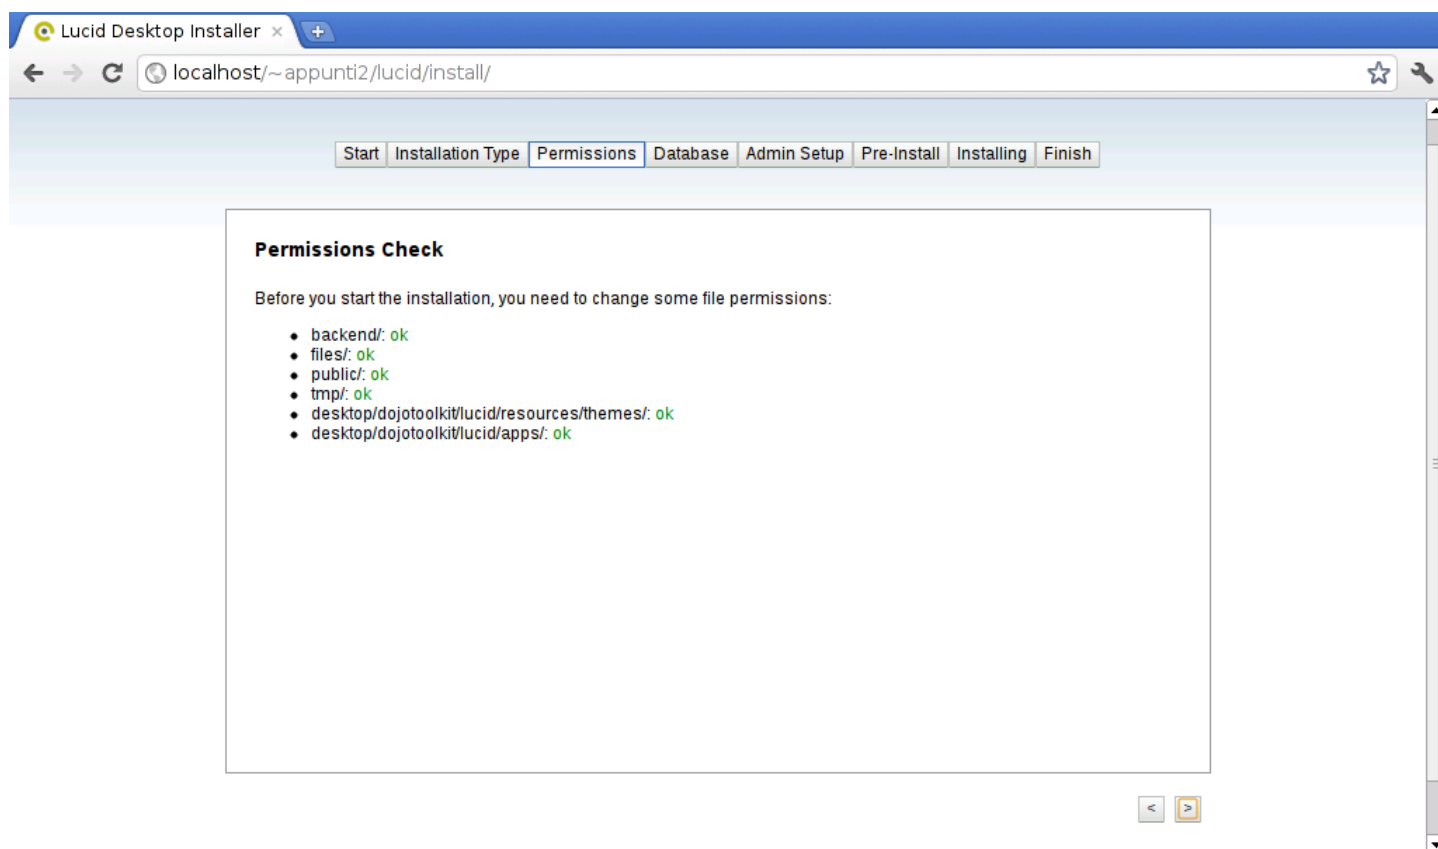 Lucid Desktop Installer
localhost/~appunti2/lucid/install/
Start Installation Type Permissions Database Admin Setup Pre-Install Installing Finish
Permissions Check
Before you start the installation, you need to change some file permissions:
backend/: ok
files/: ok
public/: ok
tmp/: ok
desktop/dojotoolkit/lucid/resources/themes/: ok
desktop/dojotoolkit/lucid/apps/: ok
< >